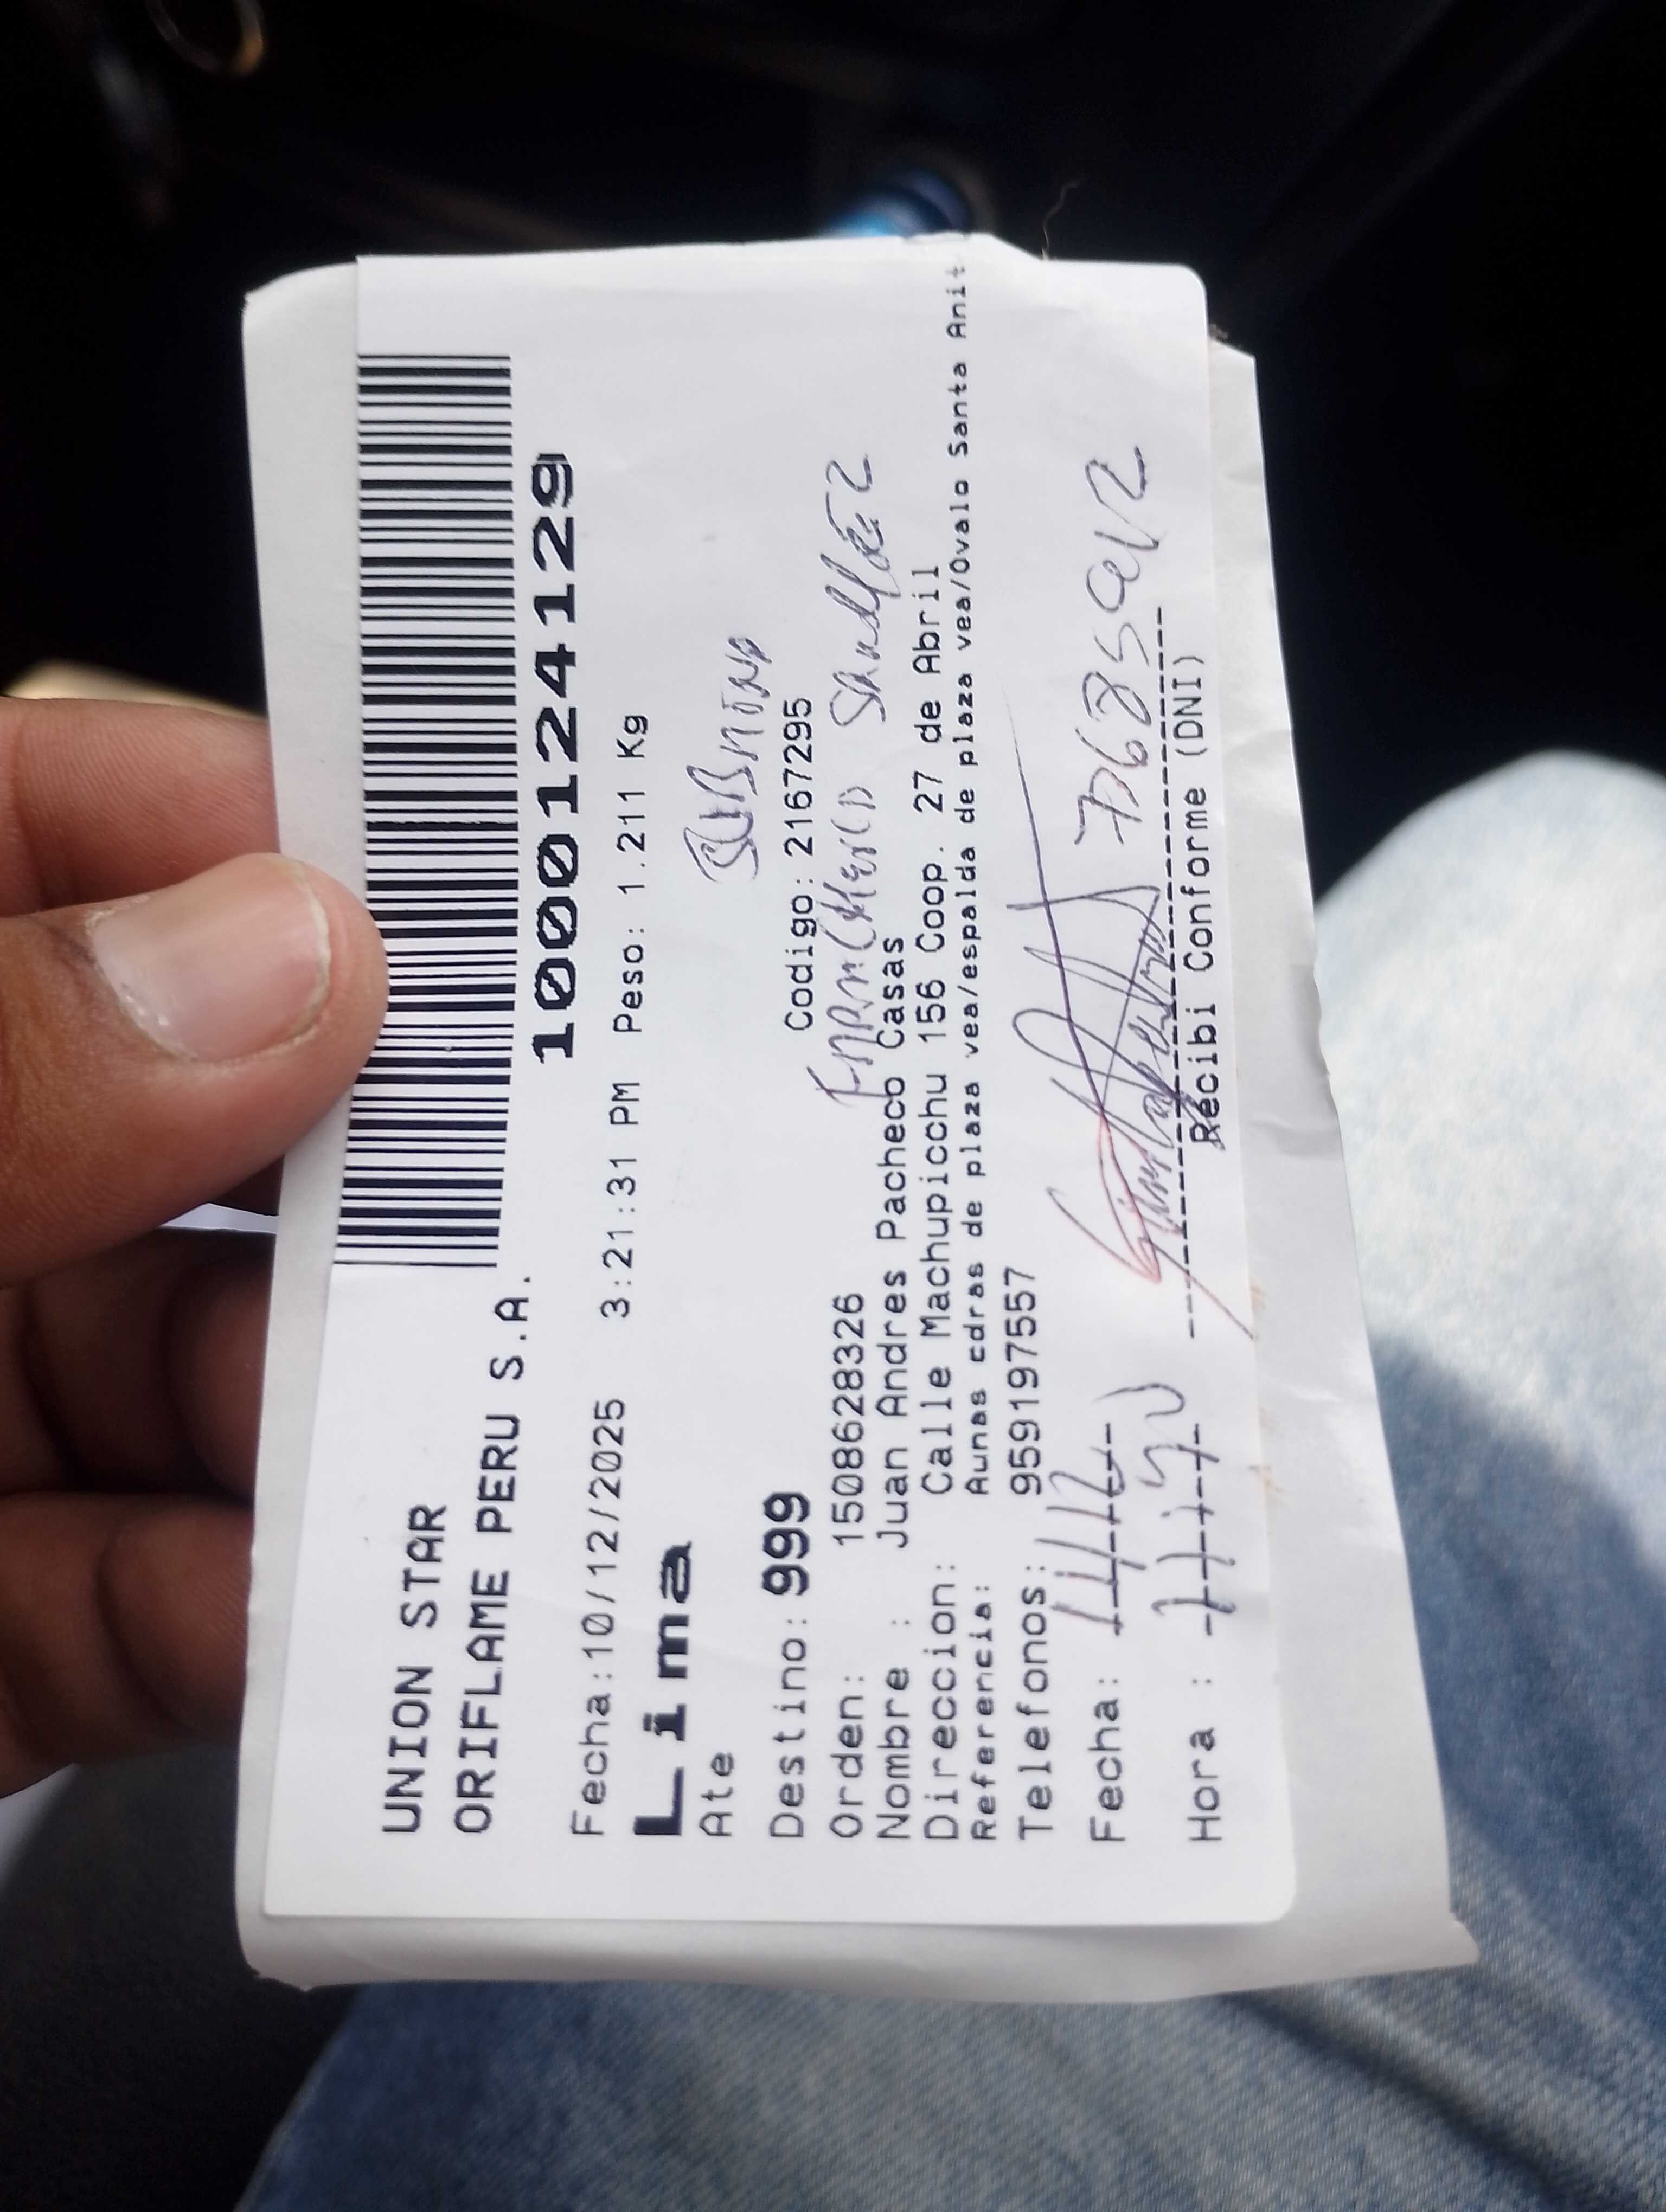 UNION STAR
ORIFLAME PERU S.A.
1000124129
Fecha:10/12/2025 3:21:31 PM Peso: 1.211 Kg
Lima
Ate
Destino: 999 Codigo: 2167295
Orden: 1508628326
Nombre : Juan Andres Pacheco Casas
Direccion: Calle Machupicchu 156 Coop. 27 de Abril
Referencia: Aunas cdras de plaza vea/espalda de plaza vea/Ovalo Santa Anit
Telefonos: 959197557
Fecha: 11/12
Hora :
Recibi Conforme (DNI)